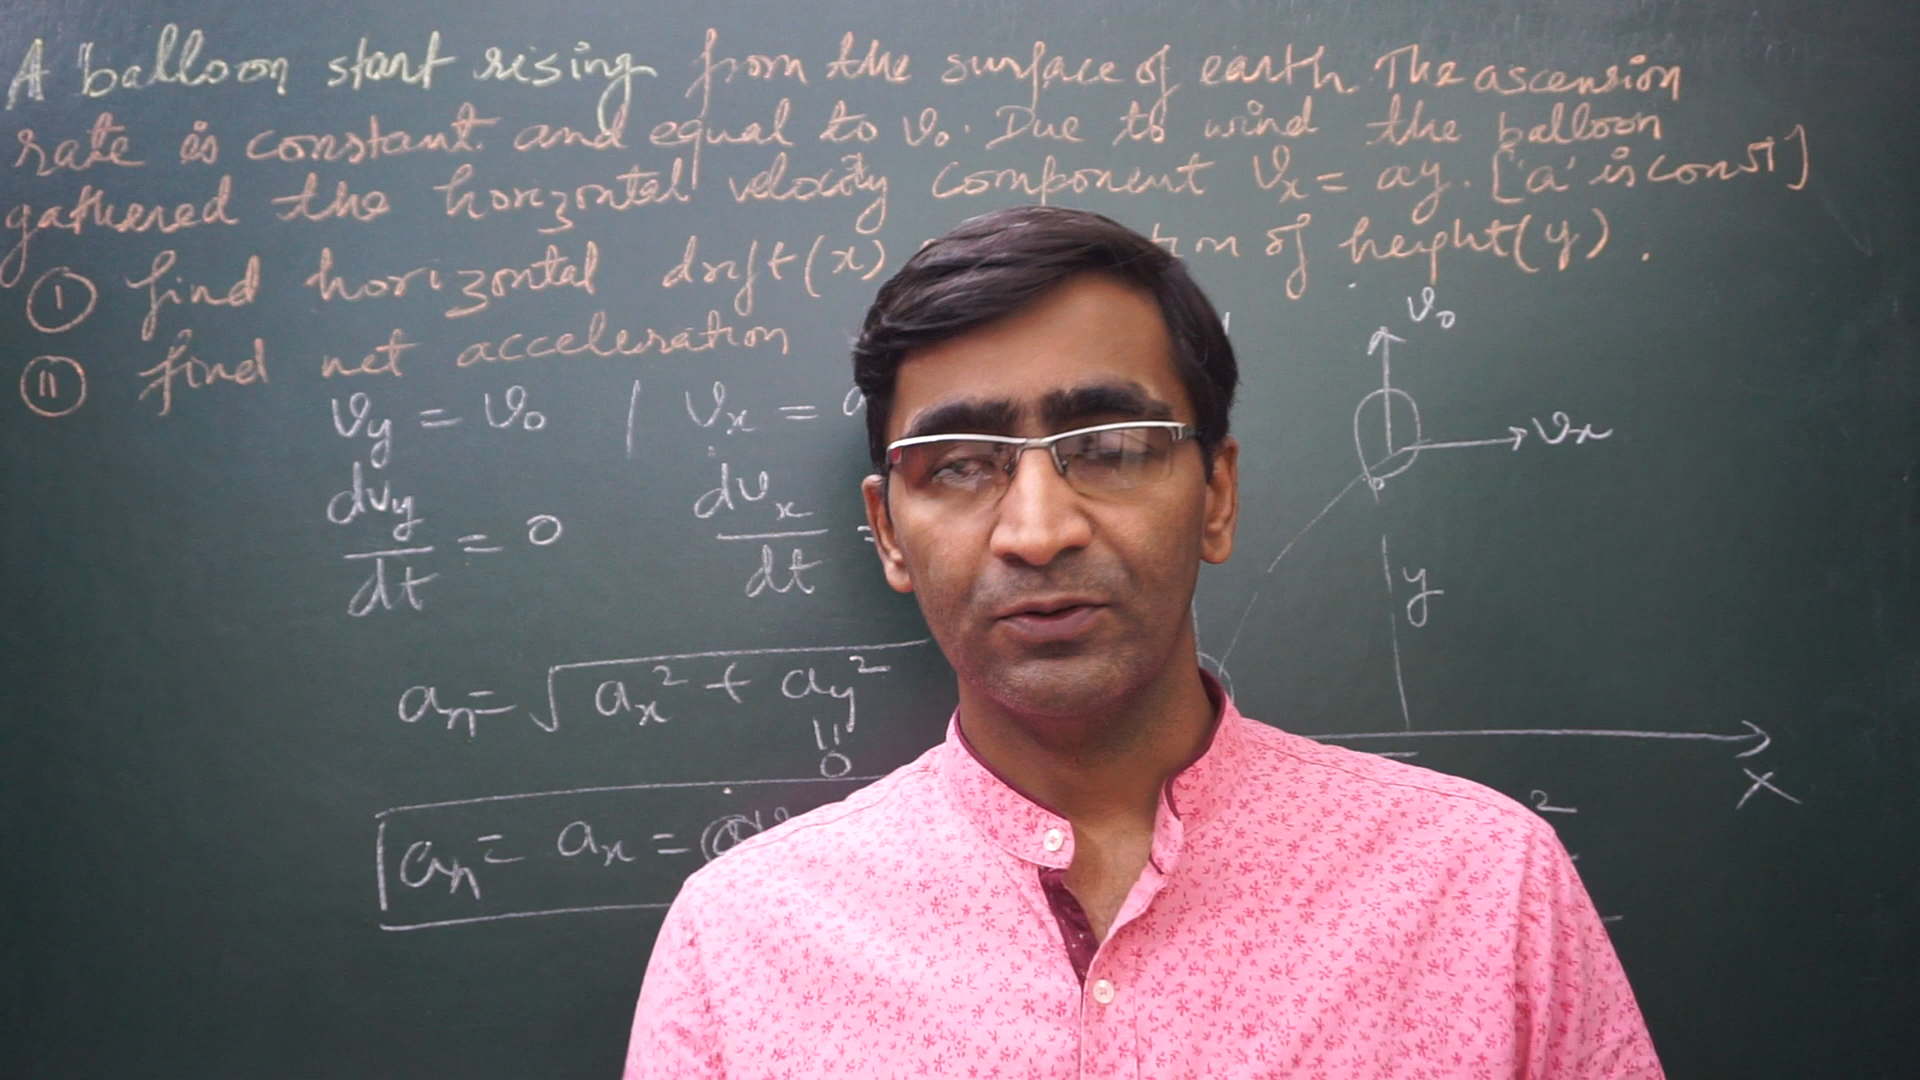 A balloon start rising from the surface of earth. The ascension
rate is constant and equal to v₀. Due to wind the balloon
gathered the horizontal velocity component vₓ = ay. ['a' is const]
I find horizontal drift (x) of height (y).
II find net acceleration
v_y = v₀ | vₓ =
dv_y/dt = 0 dvₓ/dt
aₙ = √aₓ² + a_y²
0
aₙ = aₓ =
v₀
vₓ
y
X
2